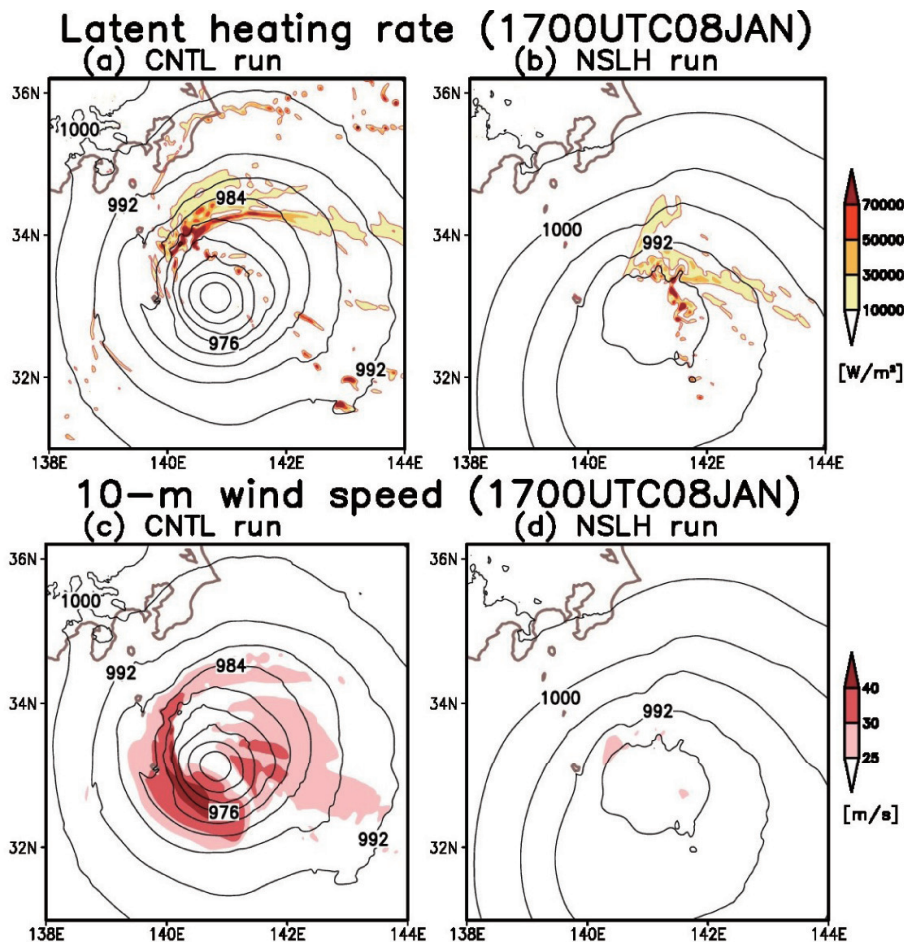 Latent heating rate (1700UTC08JAN)
(a) CNTL run
(b) NSLH run
36N
34N
32N
138E
140E
142E
144E
1000
992
984
976
992
36N
34N
32N
138E
140E
142E
144E
1000
992
70000
50000
30000
10000
[W/m²]
10-m wind speed (1700UTC08JAN)
(c) CNTL run
(d) NSLH run
36N
34N
32N
138E
140E
142E
144E
1000
992
984
976
992
36N
34N
32N
138E
140E
142E
144E
1000
992
40
30
25
[m/s]